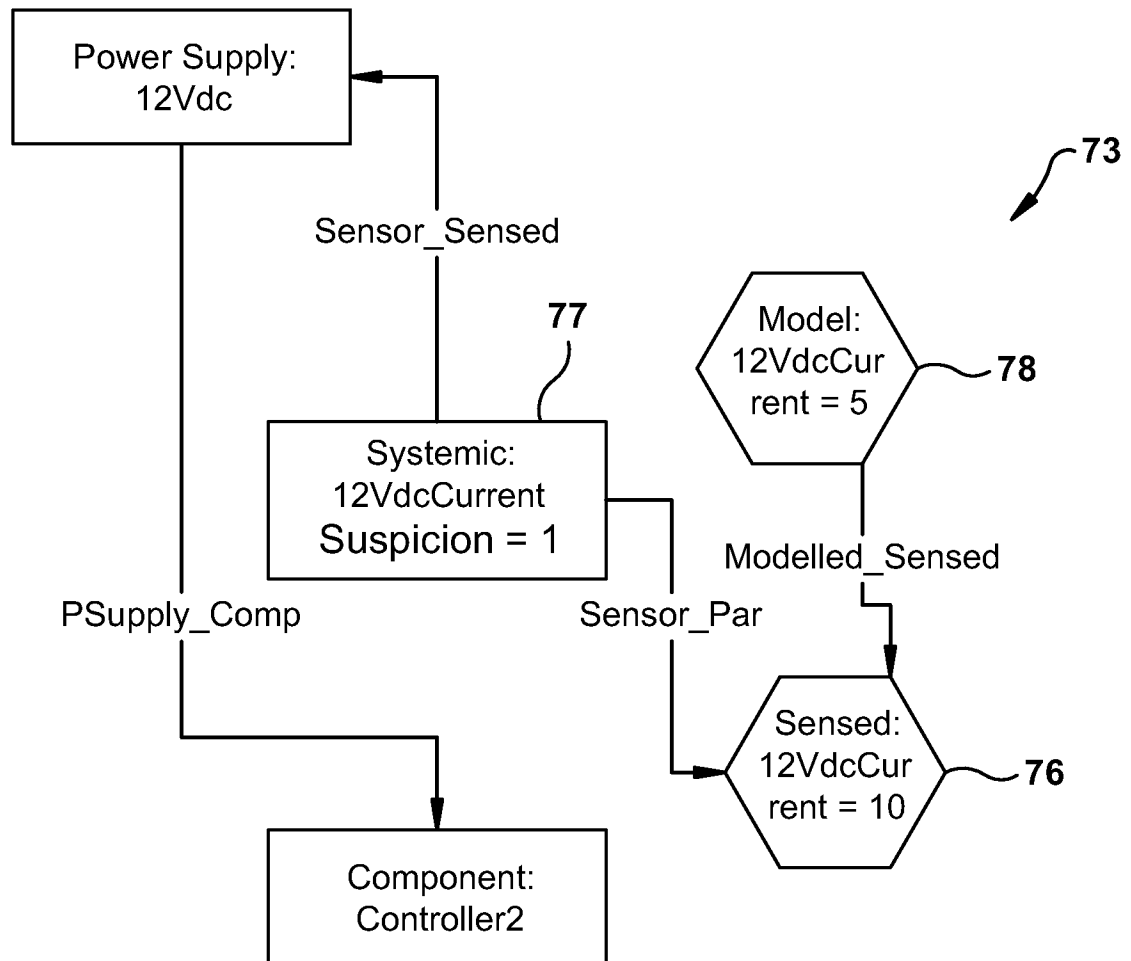 Power Supply:
12Vdc
73
Sensor_Sensed
77
Model:
12VdcCur
rent = 5
78
Systemic:
12VdcCurrent
Suspicion = 1
Modelled_Sensed
PSupply_Comp
Sensor_Par
Sensed:
12VdcCur
rent = 10
76
Component:
Controller2